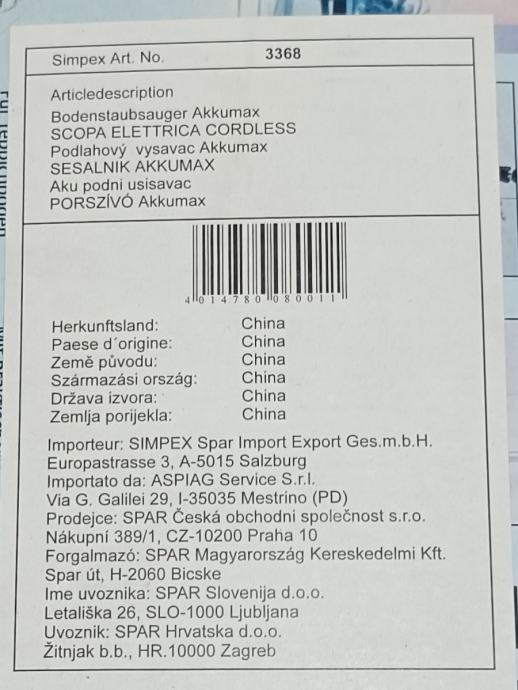 Simpex Art. No. 3368
Articledescription
Bodenstaubsauger Akkumax
SCOPA ELETTRICA CORDLESS
Podlahový vysavac Akkumax
SESALNIK AKKUMAX
Aku podni usisavac
PORSZÍVÓ Akkumax
4 014780 080011
Herkunftsland: China
Paese d´origine: China
Země původu: China
Származási ország: China
Država izvora: China
Zemlja porijekla: China
Importeur: SIMPEX Spar Import Export Ges.m.b.H.
Europastrasse 3, A-5015 Salzburg
Importato da: ASPIAG Service S.r.l.
Via G. Galilei 29, I-35035 Mestrino (PD)
Prodejce: SPAR Česká obchodni společnost s.r.o.
Nákupní 389/1, CZ-10200 Praha 10
Forgalmazó: SPAR Magyarország Kereskedelmi Kft.
Spar út, H-2060 Bicske
Ime uvoznika: SPAR Slovenija d.o.o.
Letališka 26, SLO-1000 Ljubljana
Uvoznik: SPAR Hrvatska d.o.o.
Žitnjak b.b., HR.10000 Zagreb